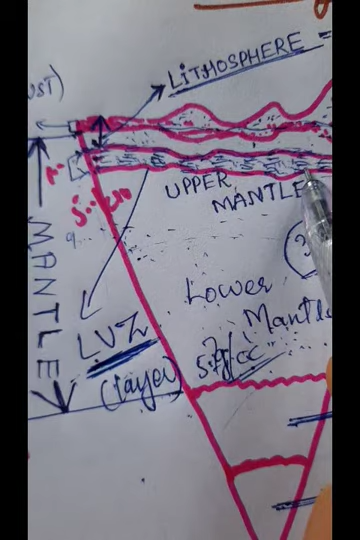 LITHOSPHERE =
UST)
UPPER
MANTLE
MANTLE
Lower
Mantle
5.7g/cc
LVZ
(layer)